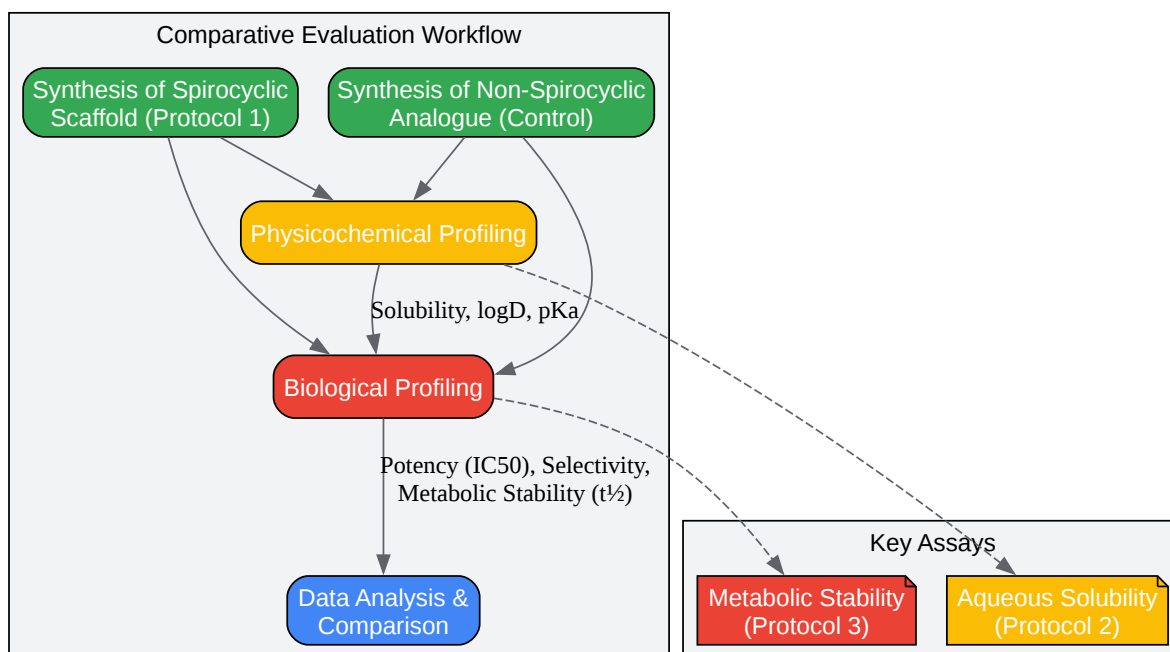 Comparative Evaluation Workflow
Synthesis of Spirocyclic
Scaffold (Protocol 1)
Synthesis of Non-Spirocyclic
Analogue (Control)
Physicochemical Profiling
Solubility, logD, pKa
Biological Profiling
Potency (IC50), Selectivity,
Metabolic Stability (t½)
Data Analysis &
Comparison
Key Assays
Metabolic Stability
(Protocol 3)
Aqueous Solubility
(Protocol 2)